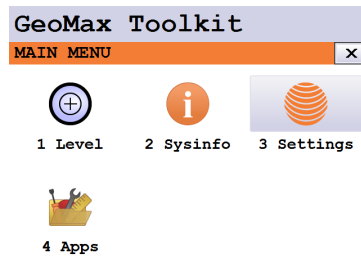 GeoMax Toolkit
MAIN MENU
1 Level 2 Sysinfo 3 Settings
4 Apps